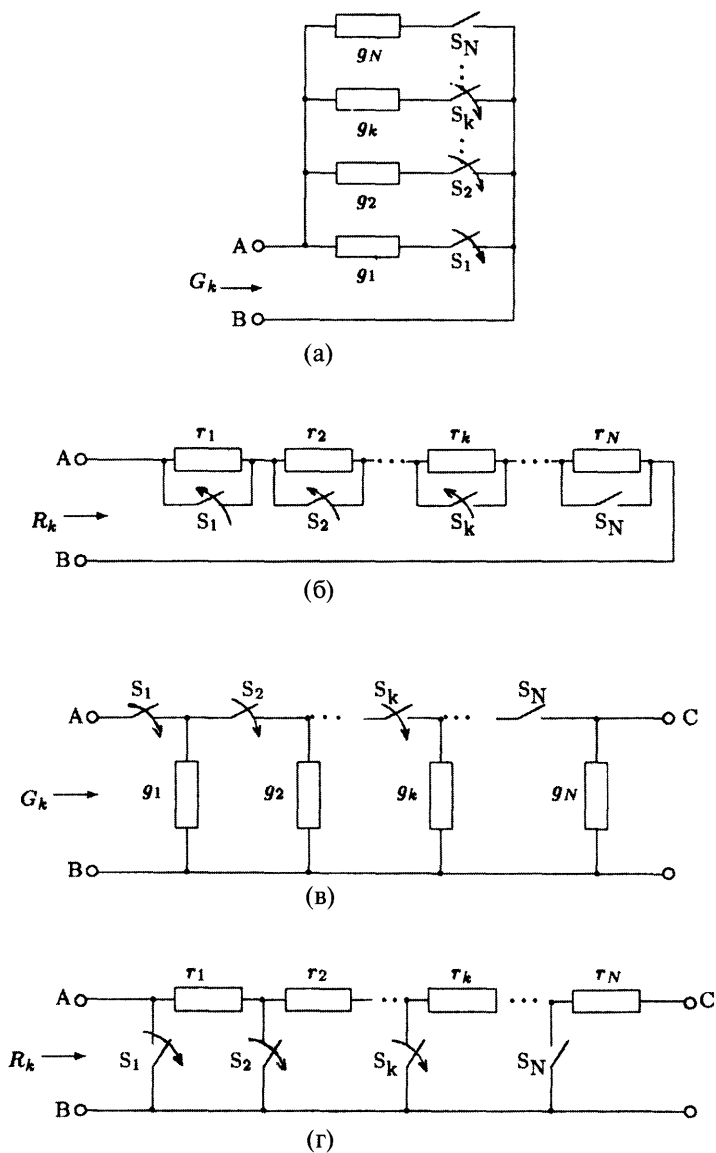 g_N S_N
g_k S_k
g_2 S_2
A g_1 S_1
G_k
B
(а)
r_1 r_2 r_k r_N
A
S_1 S_2 S_k S_N
R_k
B
(б)
S_1 S_2 S_k S_N
A C
G_k g_1 g_2 g_k g_N
B
(в)
r_1 r_2 r_k r_N
A C
R_k S_1 S_2 S_k S_N
B
(г)